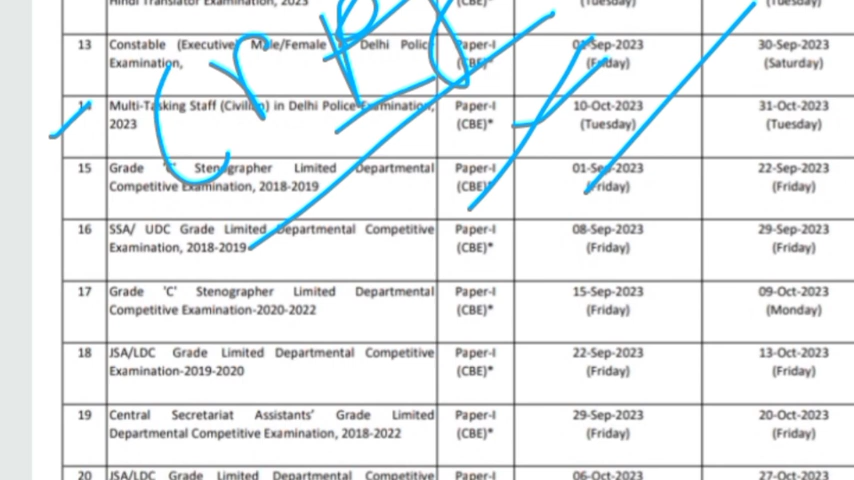 Hindi Translator Examination, 2023 (CBE)* (Tuesday) (Tuesday)
13 Constable (Executive) Male/Female in Delhi Police Paper-I 01-Sep-2023 30-Sep-2023
Examination, (CBE)* (Friday) (Saturday)
14 Multi-Tasking Staff (Civilian) in Delhi Police Examination, Paper-I 10-Oct-2023 31-Oct-2023
2023 (CBE)* (Tuesday) (Tuesday)
15 Grade 'C' Stenographer Limited Departmental Paper-I 01-Sep-2023 22-Sep-2023
Competitive Examination, 2018-2019 (CBE)* (Friday) (Friday)
16 SSA/ UDC Grade Limited Departmental Competitive Paper-I 08-Sep-2023 29-Sep-2023
Examination, 2018-2019 (CBE)* (Friday) (Friday)
17 Grade 'C' Stenographer Limited Departmental Paper-I 15-Sep-2023 09-Oct-2023
Competitive Examination-2020-2022 (CBE)* (Friday) (Monday)
18 JSA/LDC Grade Limited Departmental Competitive Paper-I 22-Sep-2023 13-Oct-2023
Examination-2019-2020 (CBE)* (Friday) (Friday)
19 Central Secretariat Assistants' Grade Limited Paper-I 29-Sep-2023 20-Oct-2023
Departmental Competitive Examination, 2018-2022 (CBE)* (Friday) (Friday)
20 JSA/LDC Grade Limited Departmental Competitive Paper-I 06-Oct-2023 27-Oct-2023